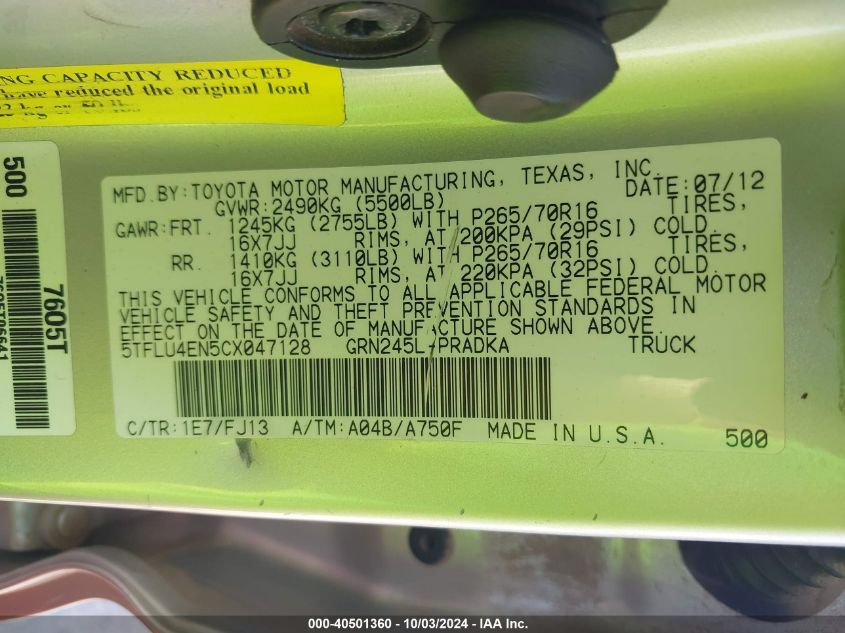 NG CAPACITY REDUCED
have reduced the original load
500
7605T
MFD.BY:TOYOTA MOTOR MANUFACTURING, TEXAS, INC.
GVWR:2490KG (5500LB) DATE:07/12
GAWR:FRT. 1245KG (2755LB) WITH P265/70R16 TIRES,
16X7JJ RIMS, AT 200KPA (29PSI) COLD.
RR. 1410KG (3110LB) WITH P265/70R16 TIRES,
16X7JJ RIMS, AT 220KPA (32PSI) COLD.
THIS VEHICLE CONFORMS TO ALL APPLICABLE FEDERAL MOTOR
VEHICLE SAFETY AND THEFT PREVENTION STANDARDS IN
EFFECT ON THE DATE OF MANUFACTURE SHOWN ABOVE.
5TFLU4EN5CX047128 GRN245L-PRADKA TRUCK
C/TR:1E7/FJ13 A/TM:A04B/A750F MADE IN U.S.A. 500
000-40501360 - 10/03/2024 - IAA Inc.